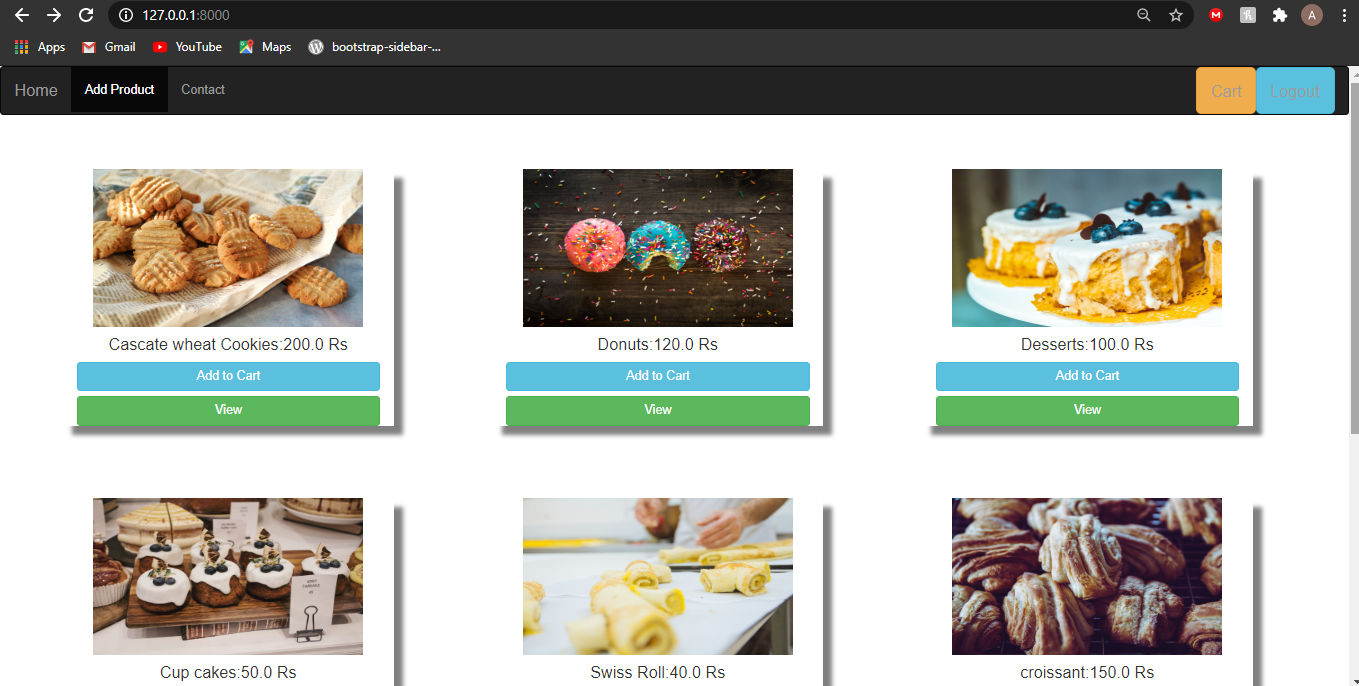 127.0.0.1:8000
Apps Gmail YouTube Maps bootstrap-sidebar-...
Home Add Product Contact Cart Logout
Cascate wheat Cookies:200.0 Rs
Add to Cart
View
Donuts:120.0 Rs
Add to Cart
View
Desserts:100.0 Rs
Add to Cart
View
Cup cakes:50.0 Rs
Swiss Roll:40.0 Rs
croissant:150.0 Rs